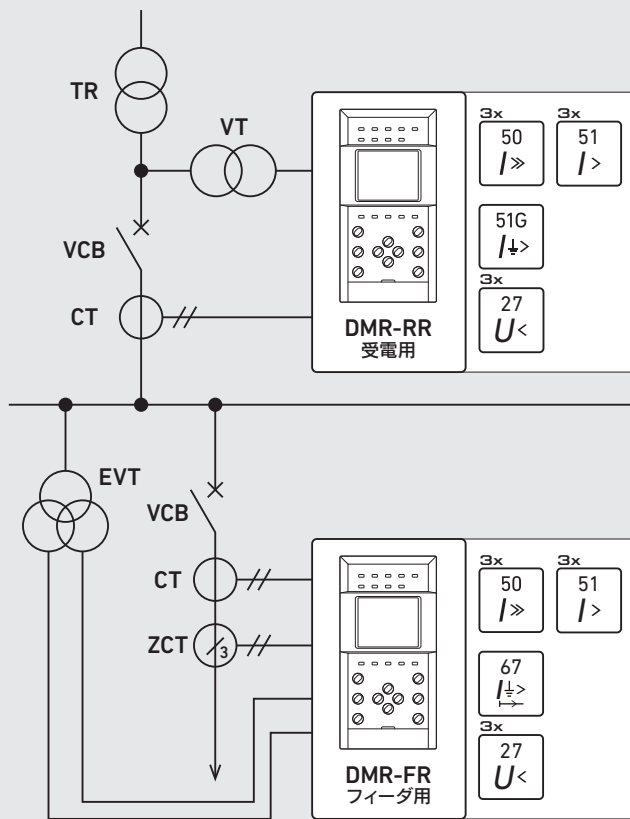 TR
VT
3x
50
I≫
3x
51
I>
51G
I⏚>
VCB
3x
27
U<
CT
DMR-RR
受電用
EVT
VCB
CT
3x
50
I≫
3x
51
I>
ZCT
3
67
I⏚>
3x
27
U<
DMR-FR
フィーダ用